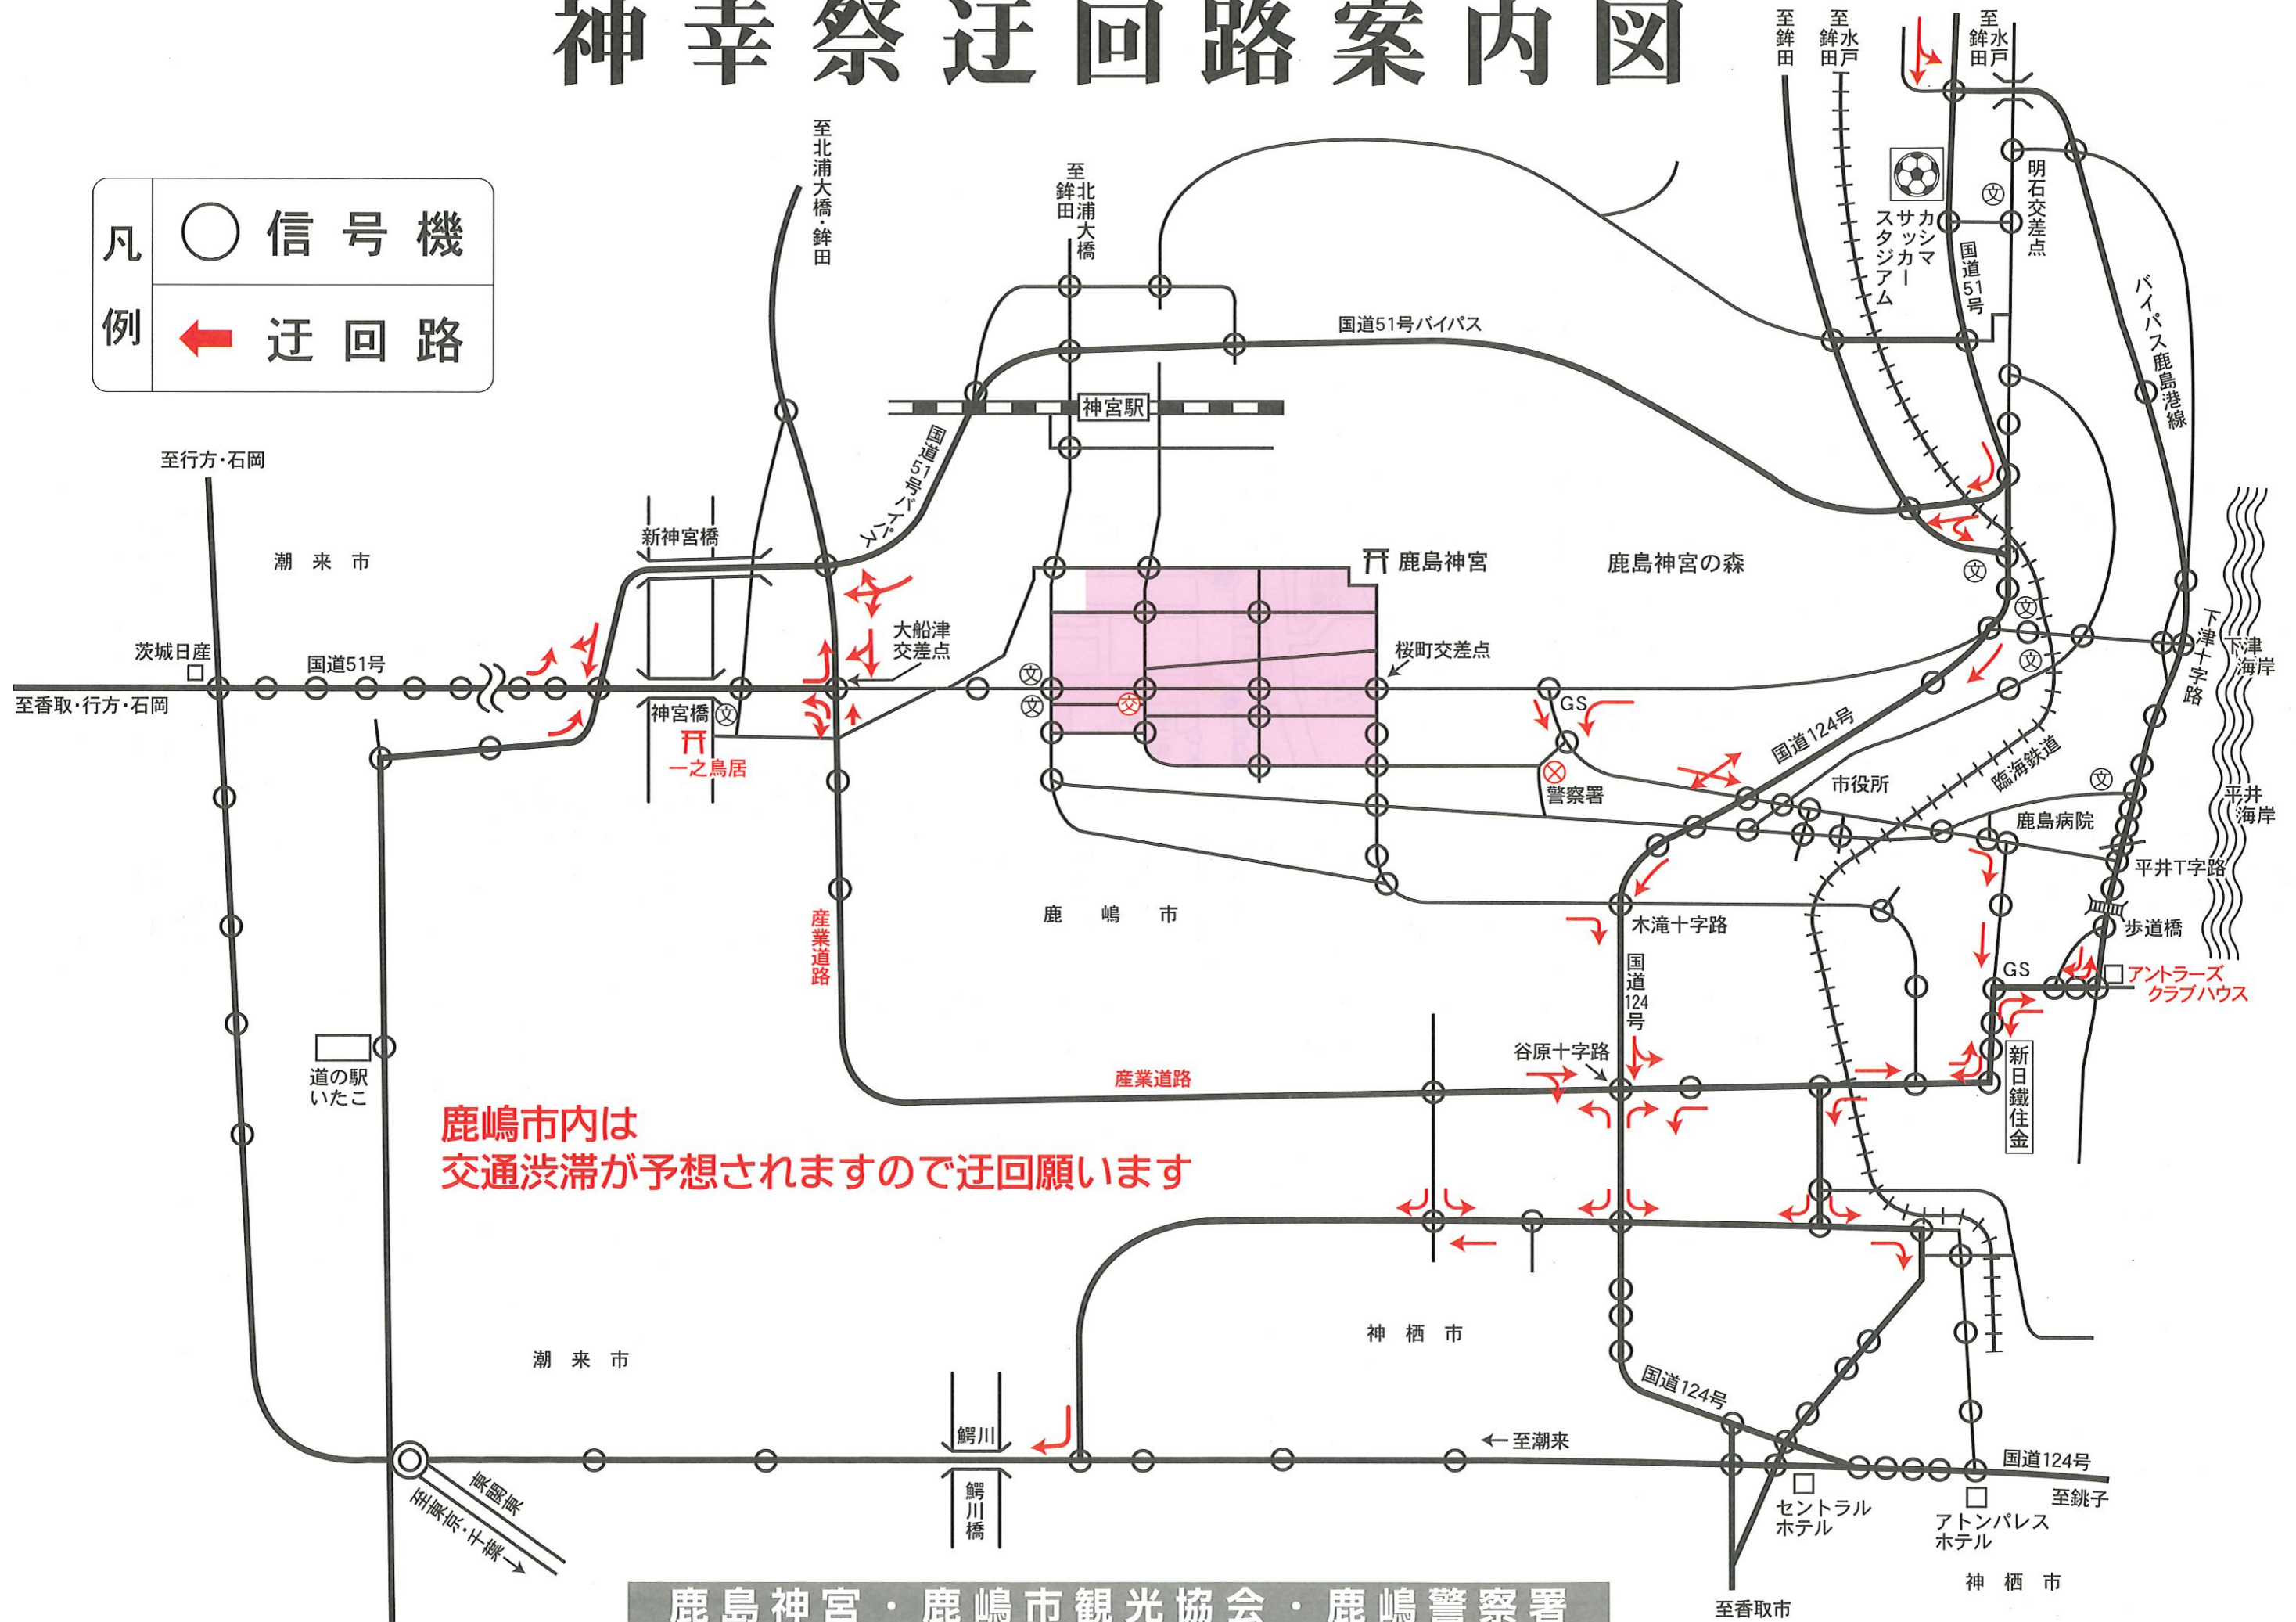 神幸祭迂回路案内図
凡例
信号機
迂回路
至鉾田
至水戸
鉾田
至水戸
鉾田
至北浦大橋・鉾田
至北浦大橋
鉾田
明石交差点
文
カシマ
サッカー
スタジアム
国道51号
バイパス鹿島港線
国道51号バイパス
神宮駅
国道51号バイパス
至行方・石岡
潮来市
新神宮橋
鹿島神宮
鹿島神宮の森
文
文
文
下津十字路
下津
海岸
茨城日産
国道51号
至香取・行方・石岡
大船津
交差点
桜町交差点
文
文
交
GS
神宮橋
文
一之鳥居
国道124号
臨海鉄道
警察署
市役所
文
平井
海岸
鹿島病院
平井T字路
産業道路
鹿嶋市
木滝十字路
歩道橋
国道124号
GS
アントラーズ
クラブハウス
道の駅
いたこ
谷原十字路
産業道路
新日鐵住金
鹿嶋市内は
交通渋滞が予想されますので迂回願います
潮来市
神栖市
国道124号
鰐川
鰐川橋
←至潮来
国道124号
至銚子
東関東
至東京・千葉→
セントラル
ホテル
アトンパレス
ホテル
神栖市
至香取市
鹿島神宮・鹿嶋市観光協会・鹿嶋警察署